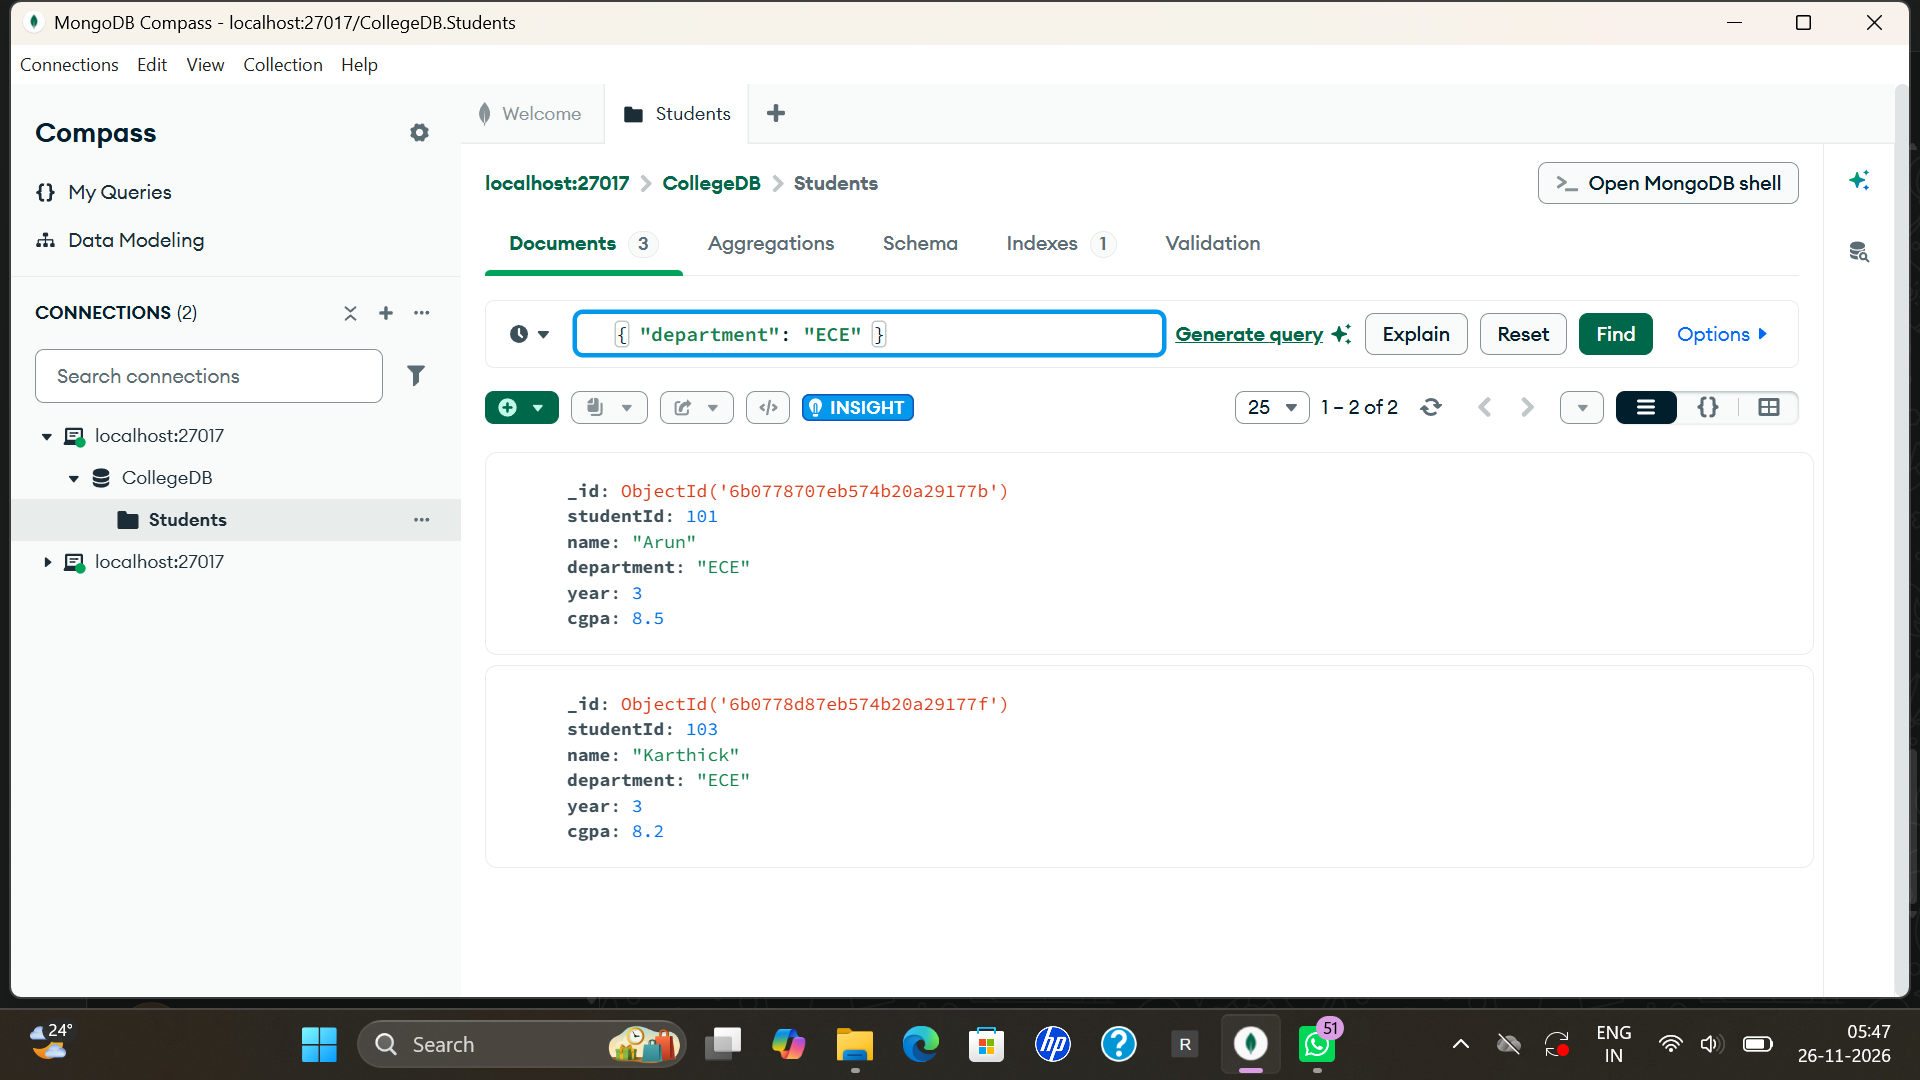 MongoDB Compass - localhost:27017/CollegeDB.Students
Connections Edit View Collection Help
Compass
{} My Queries
Data Modeling
CONNECTIONS (2)
Search connections
localhost:27017
CollegeDB
Students
localhost:27017
Welcome
Students
localhost:27017 > CollegeDB > Students
>_ Open MongoDB shell
Documents 3 Aggregations Schema Indexes 1 Validation
{ "department": "ECE" }
Generate query
Explain
Reset
Find
Options
</>
INSIGHT
25
1 – 2 of 2
{}
_id: ObjectId('6b0778707eb574b20a29177b')
studentId: 101
name: "Arun"
department: "ECE"
year: 3
cgpa: 8.5
_id: ObjectId('6b0778d87eb574b20a29177f')
studentId: 103
name: "Karthick"
department: "ECE"
year: 3
cgpa: 8.2
24°
Search
hp
?
R
51
ENG
IN
05:47
26-11-2026